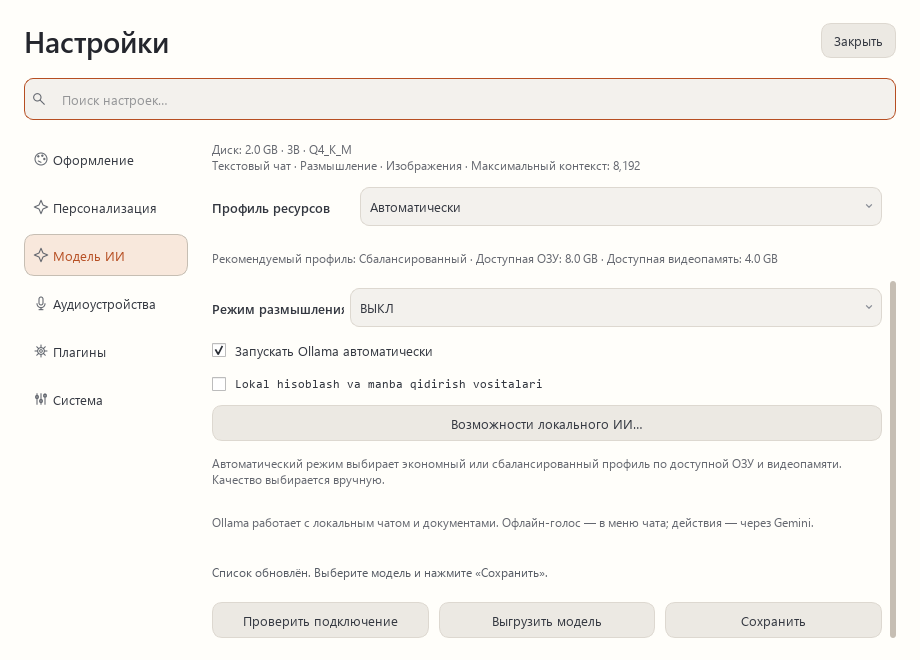 Настройки
Закрыть
Поиск настроек...
Оформление
Персонализация
Модель ИИ
Аудиоустройства
Плагины
Система
Диск: 2.0 GB · 3B · Q4_K_M
Текстовый чат · Размышление · Изображения · Максимальный контекст: 8,192
Профиль ресурсов
Автоматически
Рекомендуемый профиль: Сбалансированный · Доступная ОЗУ: 8.0 GB · Доступная видеопамять: 4.0 GB
Режим размышления
ВЫКЛ
Запускать Ollama автоматически
Lokal hisoblash va manba qidirish vositalari
Возможности локального ИИ...
Автоматический режим выбирает экономный или сбалансированный профиль по доступной ОЗУ и видеопамяти.
Качество выбирается вручную.
Ollama работает с локальным чатом и документами. Офлайн-голос — в меню чата; действия — через Gemini.
Список обновлён. Выберите модель и нажмите «Сохранить».
Проверить подключение
Выгрузить модель
Сохранить